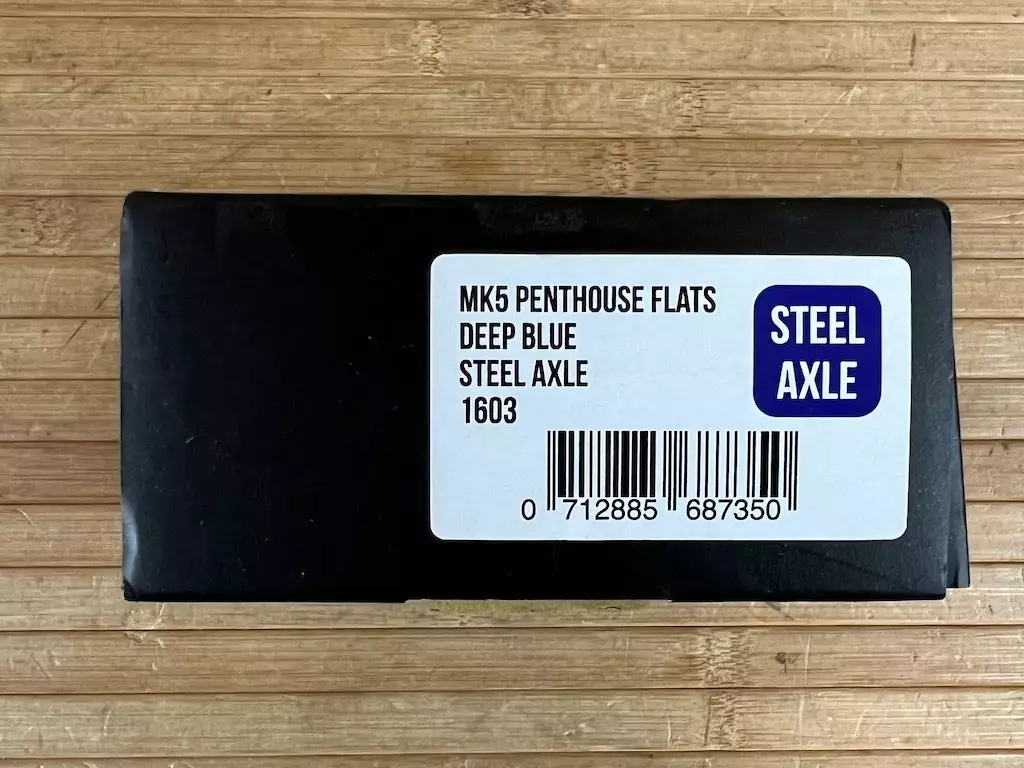 MK5 PENTHOUSE FLATS
DEEP BLUE
STEEL AXLE
1603
STEEL
AXLE
0 712885 687350